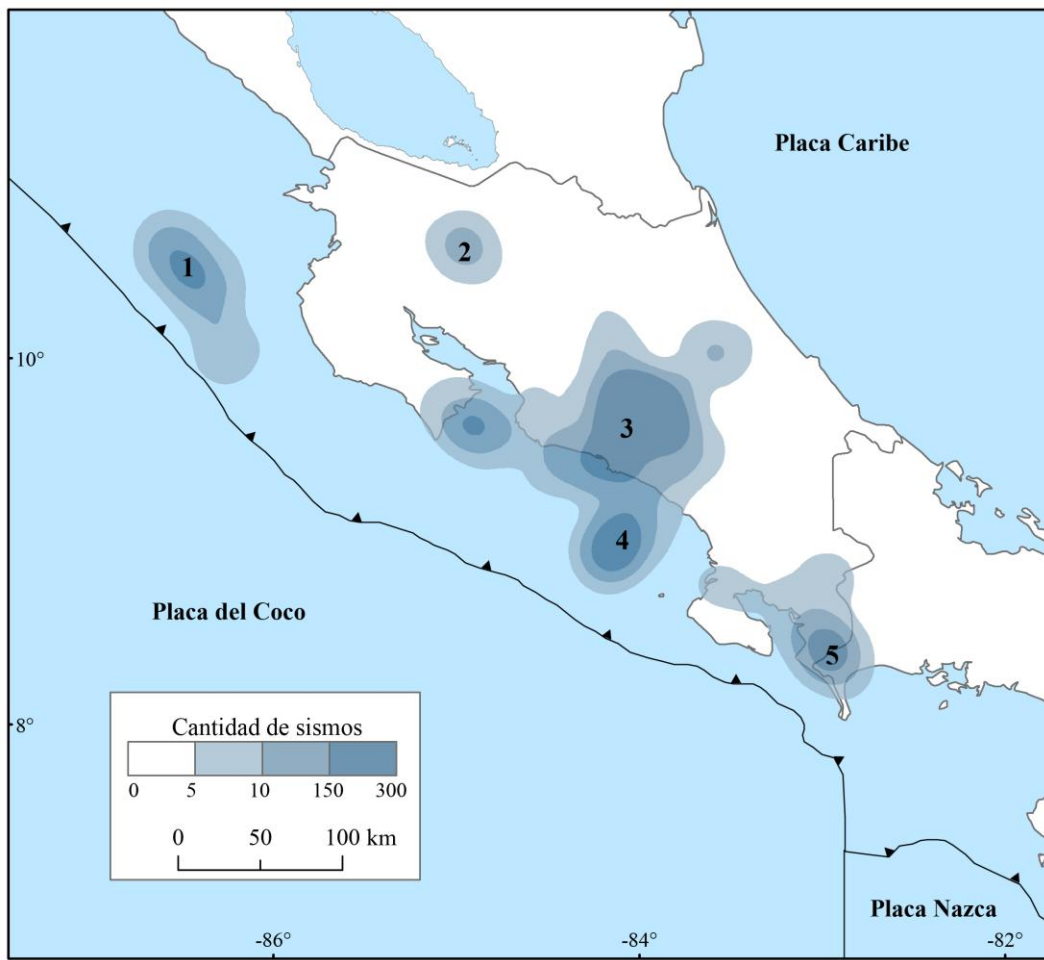 Placa Caribe
1
2
10°
3
4
Placa del Coco
5
8°
Cantidad de sismos
0 5 10 150 300
0 50 100 km
Placa Nazca
-86° -84° -82°